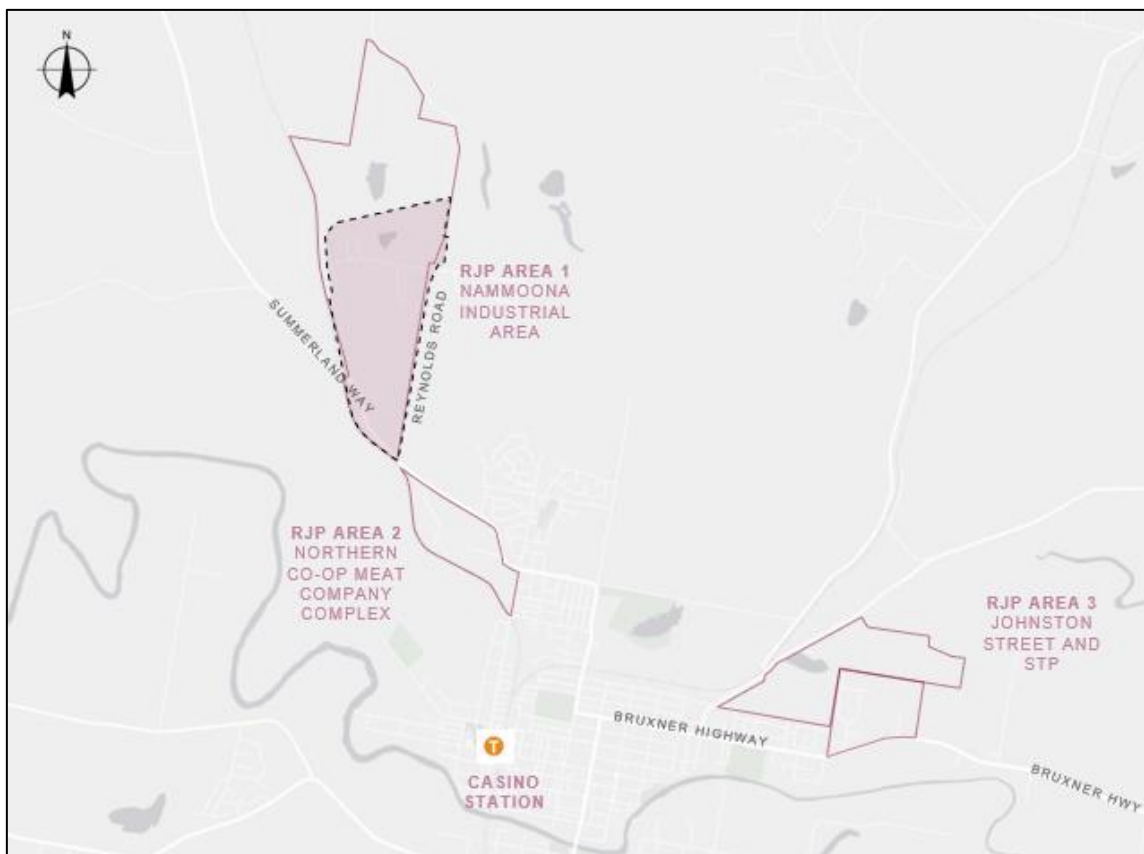 N
RJP AREA 1
NAMMOONA
INDUSTRIAL
AREA
SUMMERLAND WAY
REYNOLDS ROAD
RJP AREA 2
NORTHERN
CO-OP MEAT
COMPANY
COMPLEX
RJP AREA 3
JOHNSTON
STREET AND
STP
BRUXNER HIGHWAY
T
CASINO
STATION
BRUXNER HWY